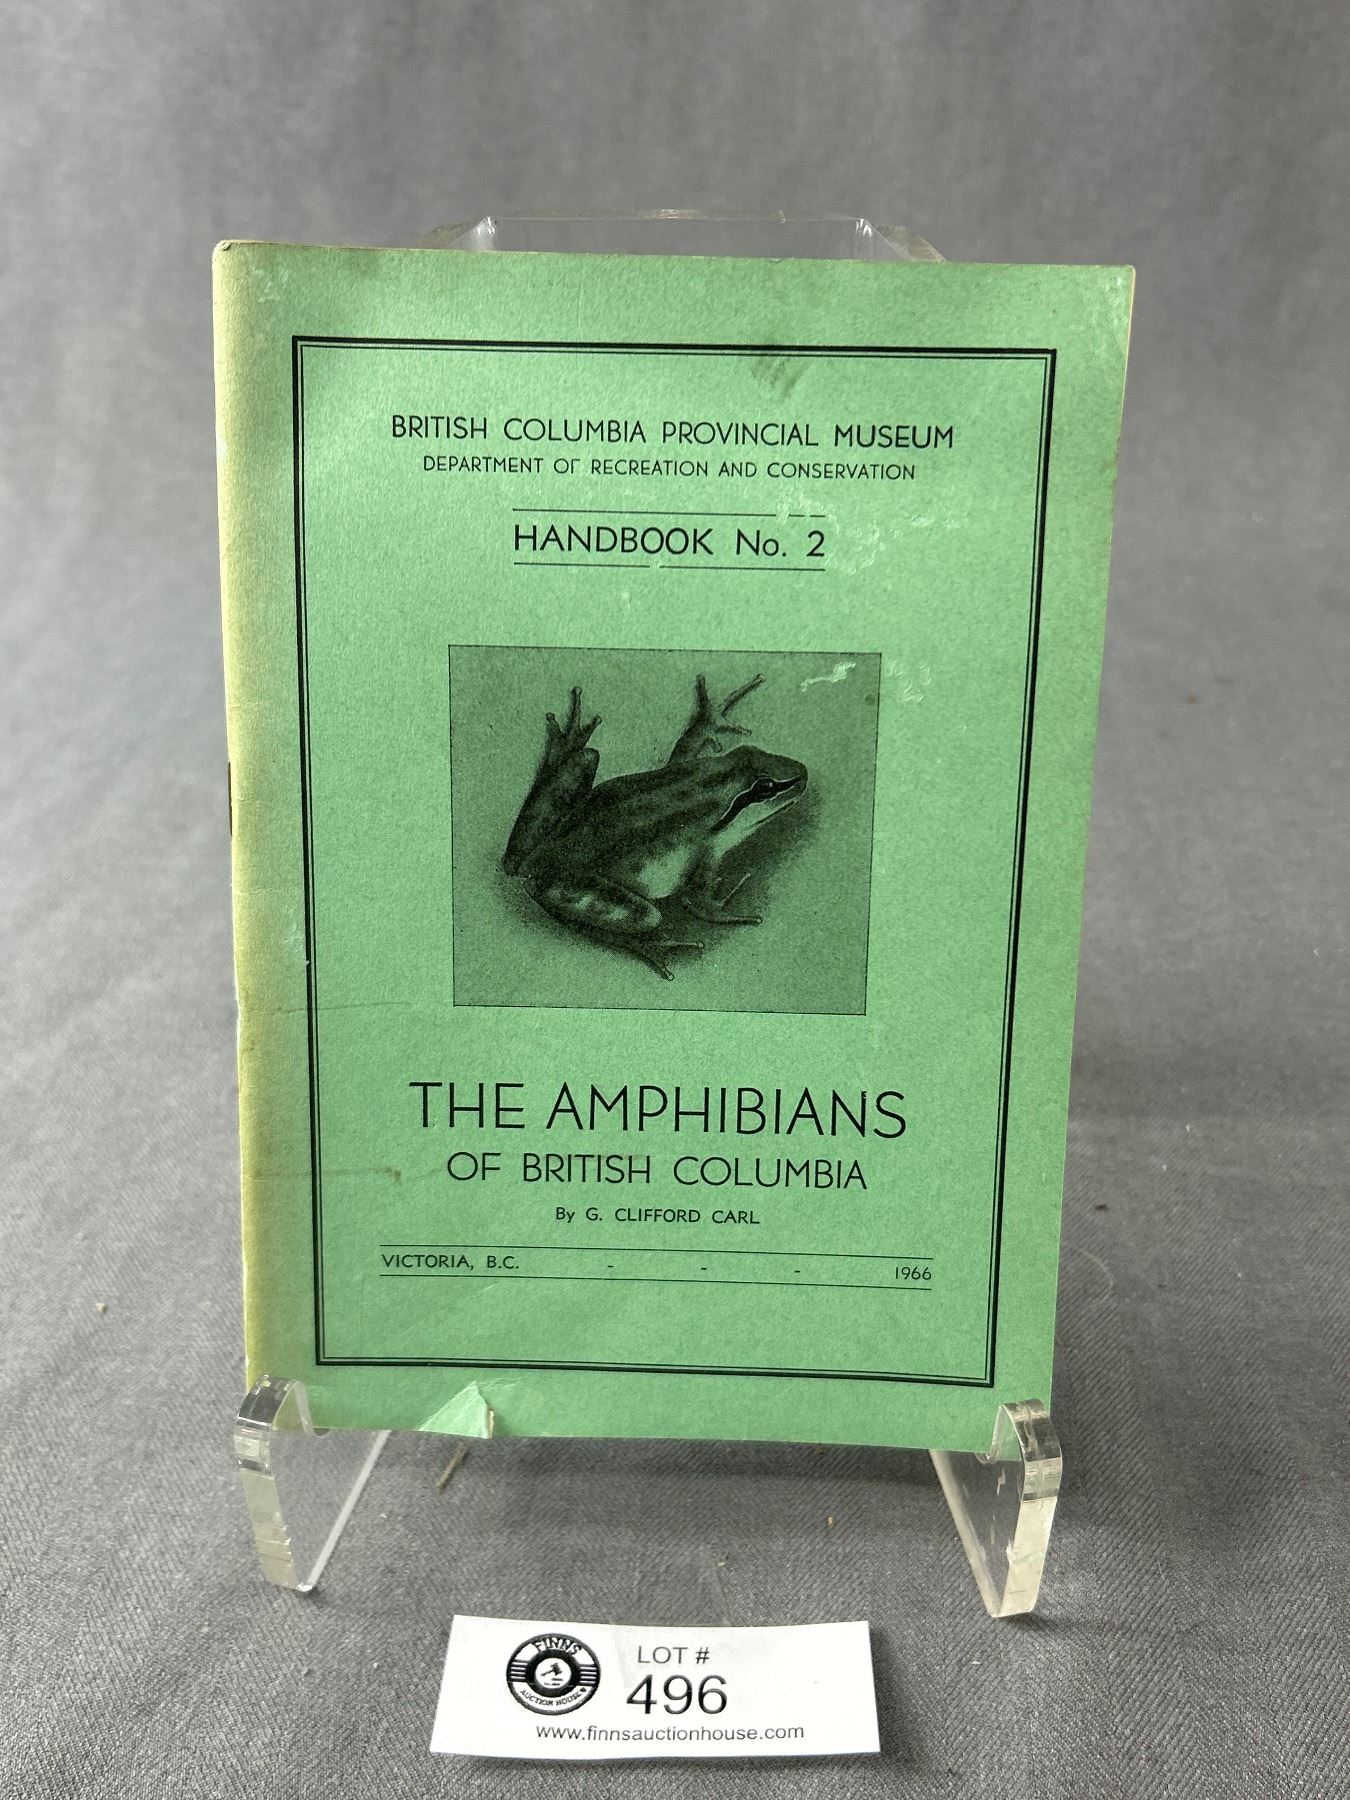 BRITISH COLUMBIA PROVINCIAL MUSEUM
DEPARTMENT OF RECREATION AND CONSERVATION
HANDBOOK No. 2
THE AMPHIBIANS
OF BRITISH COLUMBIA
By G. CLIFFORD CARL
VICTORIA, B.C. - - - 1966
FINNS
AUCTION HOUSE
LOT #
496
www.finnsauctionhouse.com